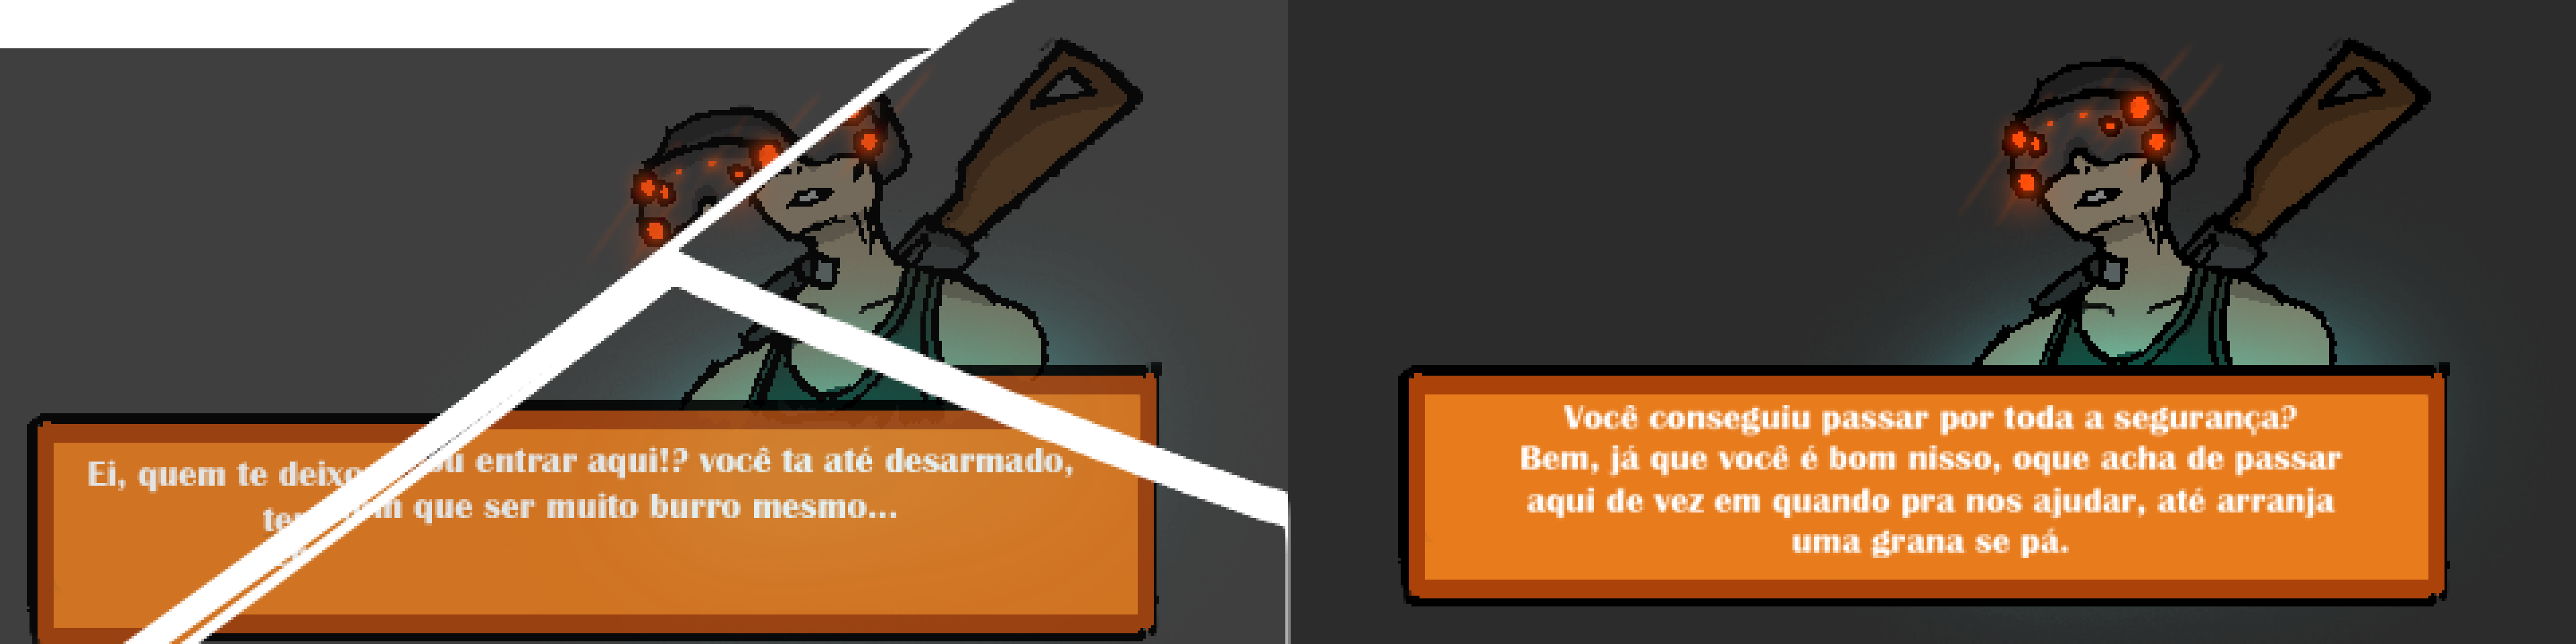 Ei, quem te deixou entrar aqui!? você ta até desarmado,
tem que ser muito burro mesmo...
Você conseguiu passar por toda a segurança?
Bem, já que você é bom nisso, oque acha de passar
aqui de vez em quando pra nos ajudar, até arranja
uma grana se pá.